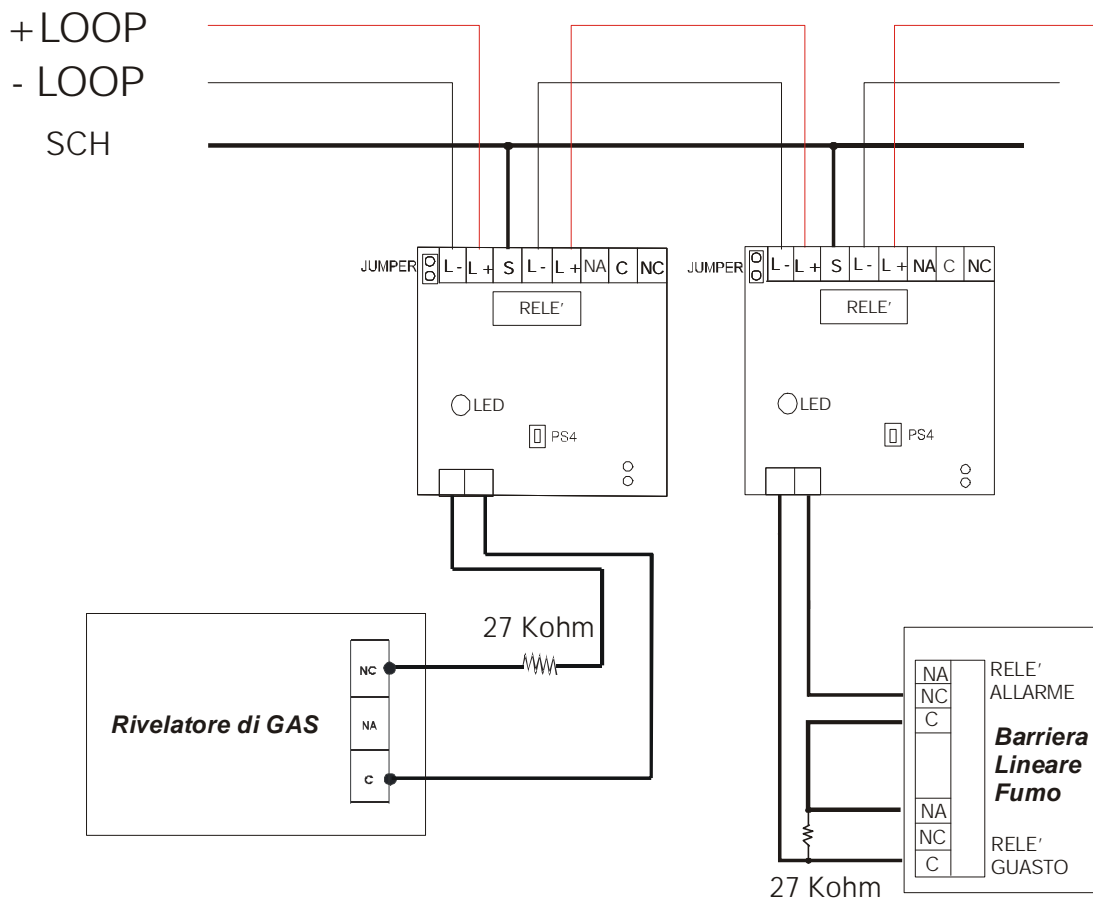 + LOOP
- LOOP
SCH
JUMPER L - L + S L - L + NA C NC
RELE'
LED
PS4
JUMPER L - L + S L - L + NA C NC
RELE'
LED
PS4
27 Kohm
NC
NA
C
Rivelatore di GAS
NA
NC
C
RELE'
ALLARME
Barriera
Lineare
Fumo
NA
NC
C
RELE'
GUASTO
27 Kohm